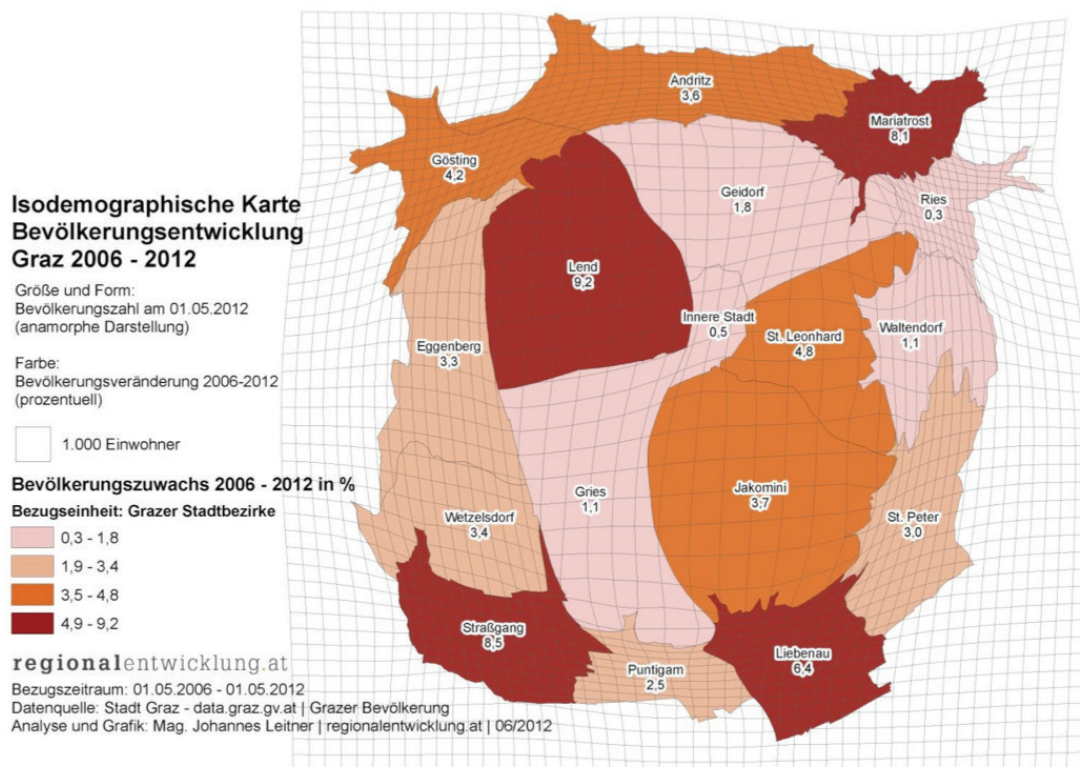 Isodemographische Karte
Bevölkerungsentwicklung
Graz 2006 - 2012
Größe und Form:
Bevölkerungszahl am 01.05.2012
(anamorphe Darstellung)
Farbe:
Bevölkerungsveränderung 2006-2012
(prozentuell)
1.000 Einwohner
Bevölkerungszuwachs 2006 - 2012 in %
Bezugseinheit: Grazer Stadtbezirke
0,3 - 1,8
1,9 - 3,4
3,5 - 4,8
4,9 - 9,2
regionalentwicklung.at
Bezugszeitraum: 01.05.2006 - 01.05.2012
Datenquelle: Stadt Graz - data.graz.gv.at | Grazer Bevölkerung
Analyse und Grafik: Mag. Johannes Leitner | regionalentwicklung.at | 06/2012
Andritz
3,6
Mariatrost
8,1
Gösting
4,2
Geidorf
1,8
Ries
0,3
Lend
9,2
Innere Stadt
0,5
St. Leonhard
4,8
Waltendorf
1,1
Eggenberg
3,3
Gries
1,1
Jakomini
3,7
Wetzelsdorf
3,4
St. Peter
3,0
Straßgang
8,5
Puntigam
2,5
Liebenau
6,4